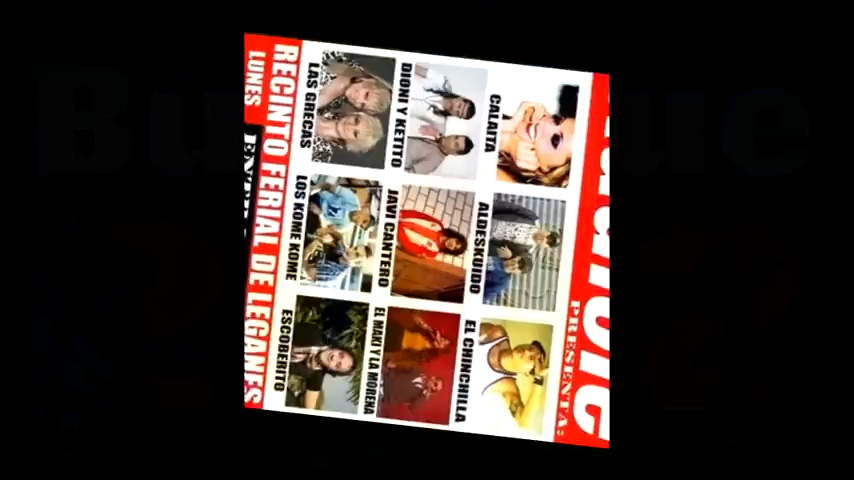 PRESENTA:
CALAITA
ALDESKUIDO
EL CHINCHILLA
DIONI Y KETITO
JAVI CANTERO
EL MAKI Y LA MORENA
LAS GRECAS
LOS KOME KOME
ESCOBERITO
RECINTO FERIAL DE LEGANES
LUNES